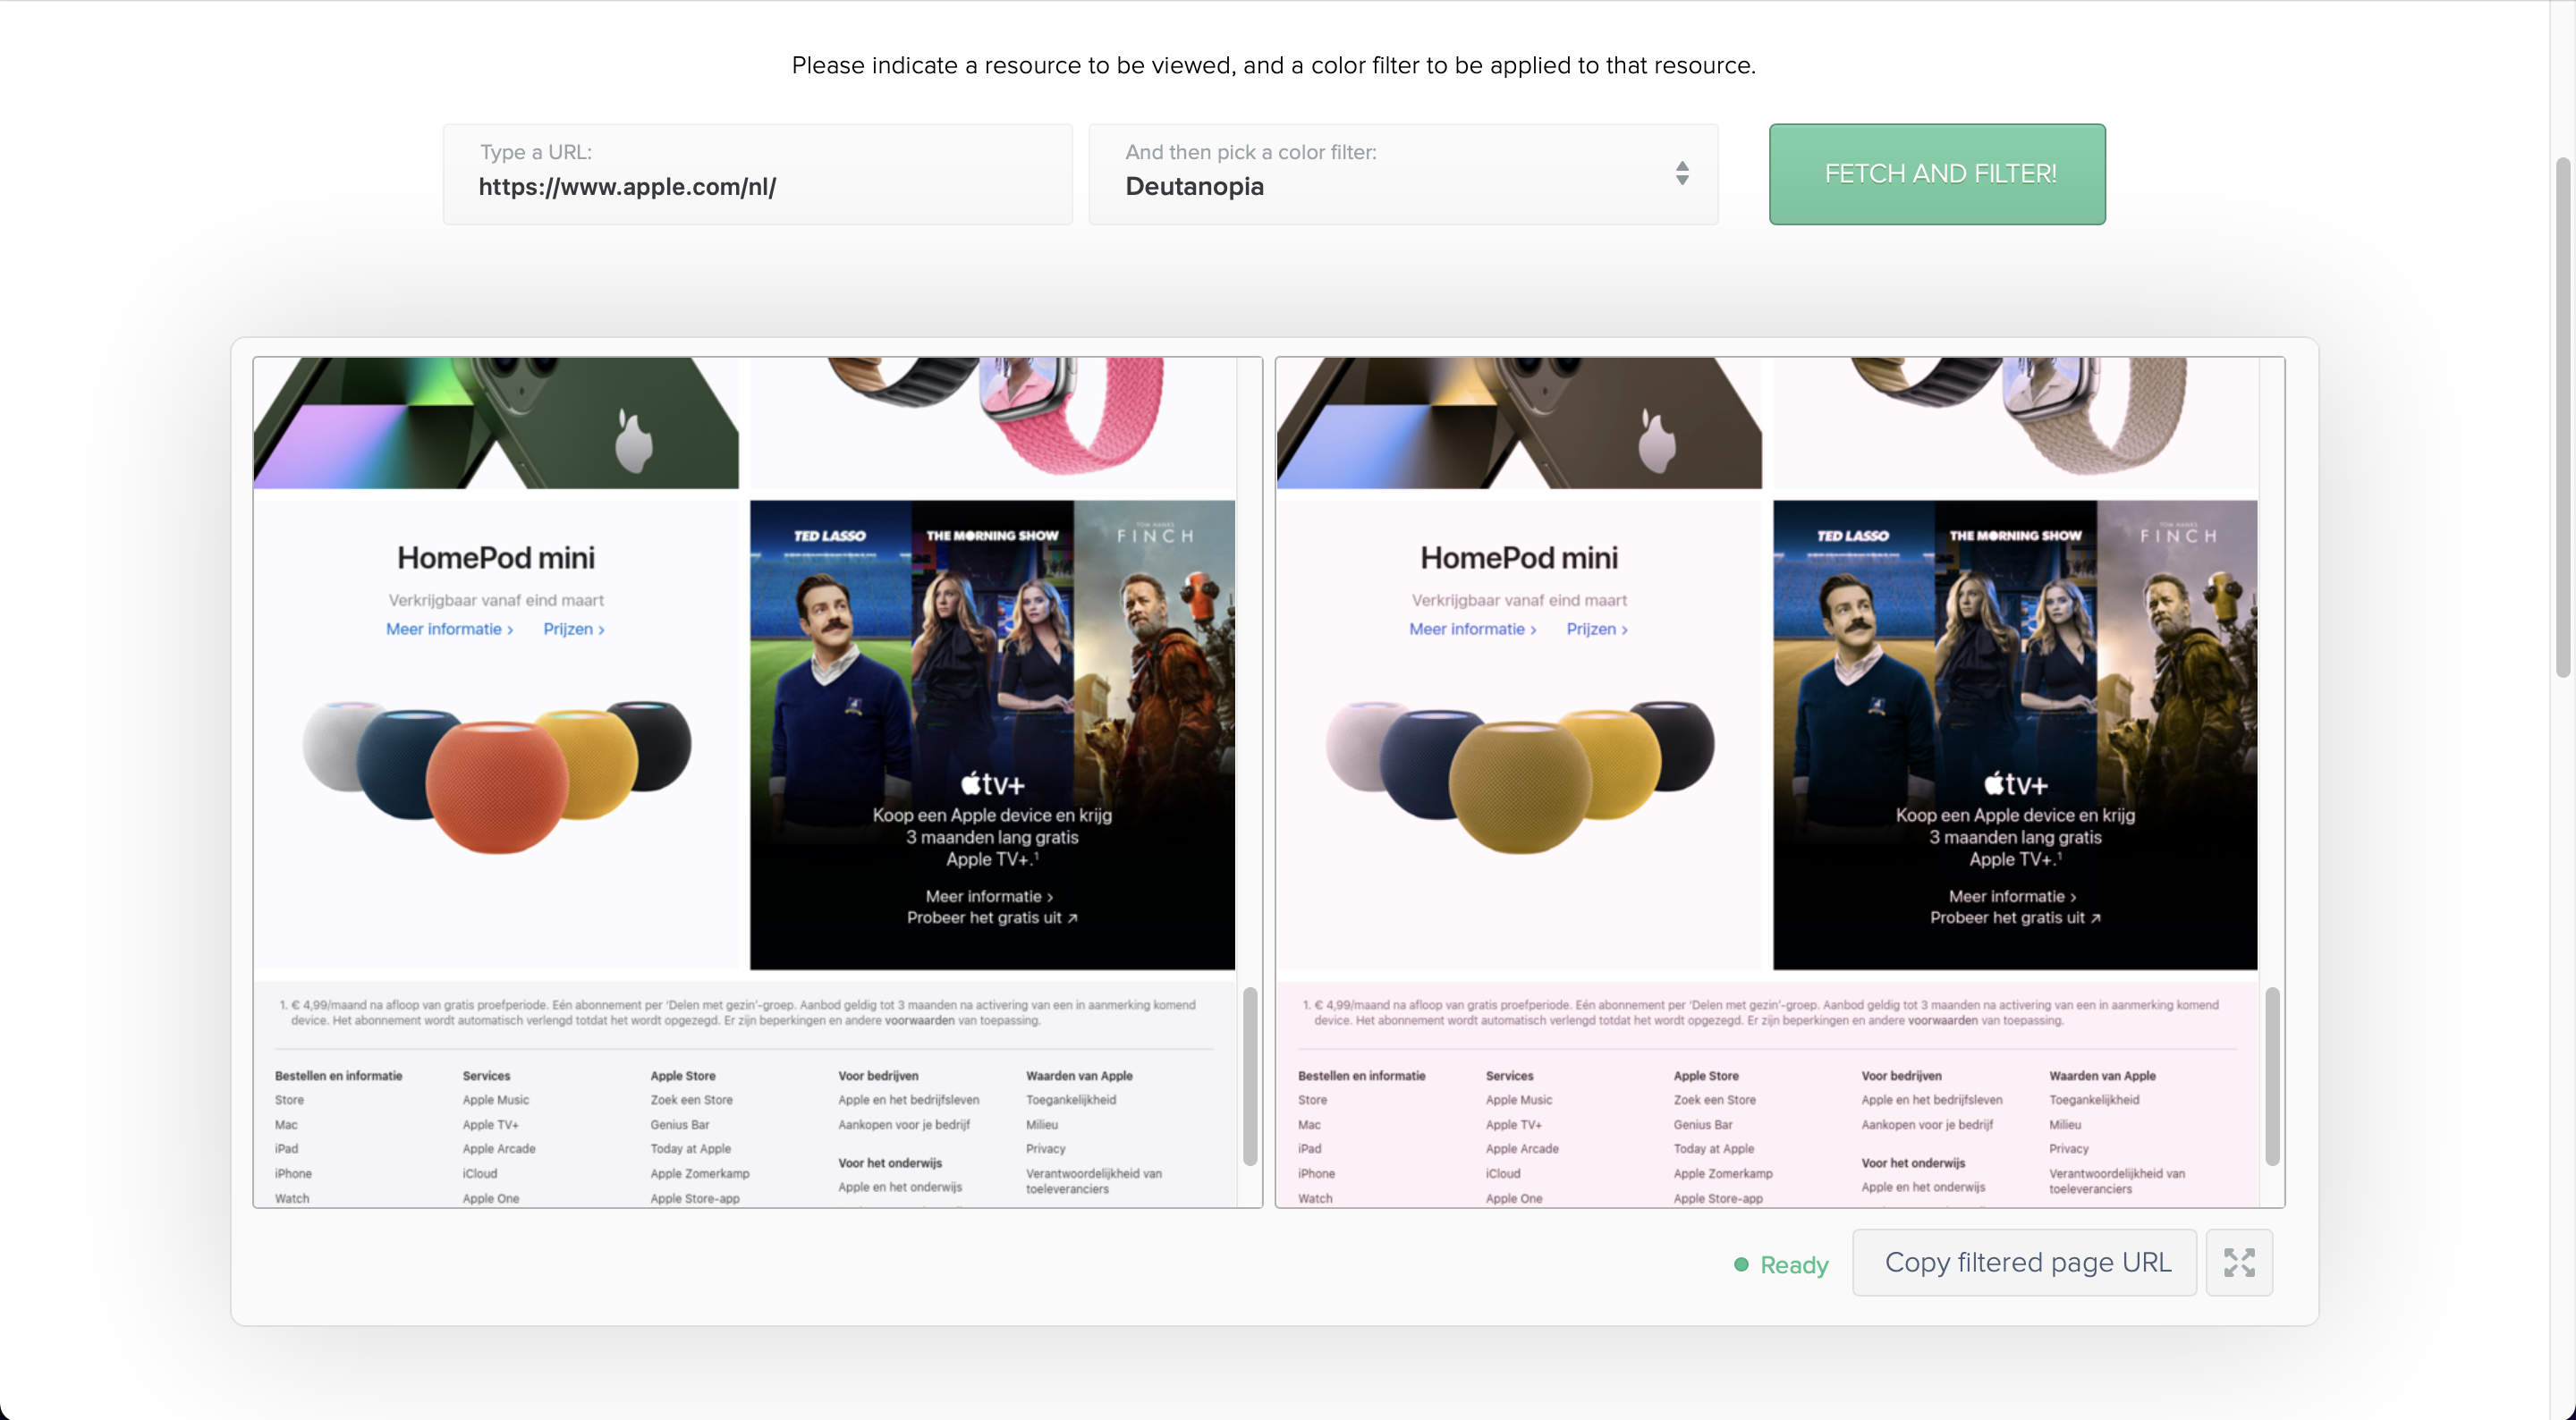 Please indicate a resource to be viewed, and a color filter to be applied to that resource.
Type a URL:
https://www.apple.com/nl/
And then pick a color filter:
Deutanopia
FETCH AND FILTER!
HomePod mini
Verkrijgbaar vanaf eind maart
Meer informatie > Prijzen >
TED LASSO
THE MORNING SHOW
TOM HANKS
FINCH
tv+
Koop een Apple device en krijg
3 maanden lang gratis
Apple TV+.¹
Meer informatie >
Probeer het gratis uit ↗
1. € 4,99/maand na afloop van gratis proefperiode. Eén abonnement per ‘Delen met gezin’-groep. Aanbod geldig tot 3 maanden na activering van een in aanmerking komend
device. Het abonnement wordt automatisch verlengd totdat het wordt opgezegd. Er zijn beperkingen en andere voorwaarden van toepassing.
Bestellen en informatie
Store
Mac
iPad
iPhone
Watch
Services
Apple Music
Apple TV+
Apple Arcade
iCloud
Apple One
Apple Store
Zoek een Store
Genius Bar
Today at Apple
Apple Zomerkamp
Apple Store-app
Voor bedrijven
Apple en het bedrijfsleven
Aankopen voor je bedrijf
Voor het onderwijs
Apple en het onderwijs
Waarden van Apple
Toegankelijkheid
Milieu
Privacy
Verantwoordelijkheid van
toeleveranciers
HomePod mini
Verkrijgbaar vanaf eind maart
Meer informatie > Prijzen >
TED LASSO
THE MORNING SHOW
TOM HANKS
FINCH
tv+
Koop een Apple device en krijg
3 maanden lang gratis
Apple TV+.¹
Meer informatie >
Probeer het gratis uit ↗
1. € 4,99/maand na afloop van gratis proefperiode. Eén abonnement per ‘Delen met gezin’-groep. Aanbod geldig tot 3 maanden na activering van een in aanmerking komend
device. Het abonnement wordt automatisch verlengd totdat het wordt opgezegd. Er zijn beperkingen en andere voorwaarden van toepassing.
Bestellen en informatie
Store
Mac
iPad
iPhone
Watch
Services
Apple Music
Apple TV+
Apple Arcade
iCloud
Apple One
Apple Store
Zoek een Store
Genius Bar
Today at Apple
Apple Zomerkamp
Apple Store-app
Voor bedrijven
Apple en het bedrijfsleven
Aankopen voor je bedrijf
Voor het onderwijs
Apple en het onderwijs
Waarden van Apple
Toegankelijkheid
Milieu
Privacy
Verantwoordelijkheid van
toeleveranciers
Ready
Copy filtered page URL